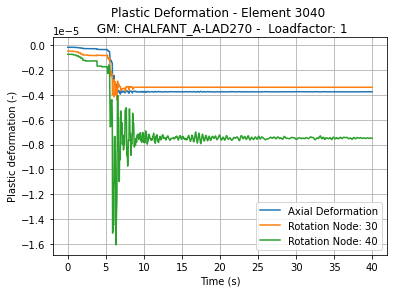 Plastic Deformation - Element 3040
GM: CHALFANT_A-LAD270 -  Loadfactor: 1
1e−5
0.0
−0.2
−0.4
−0.6
−0.8
−1.0
−1.2
−1.4
−1.6
Plastic deformation (-)
Axial Deformation
Rotation Node: 30
Rotation Node: 40
0 5 10 15 20 25 30 35 40
Time (s)